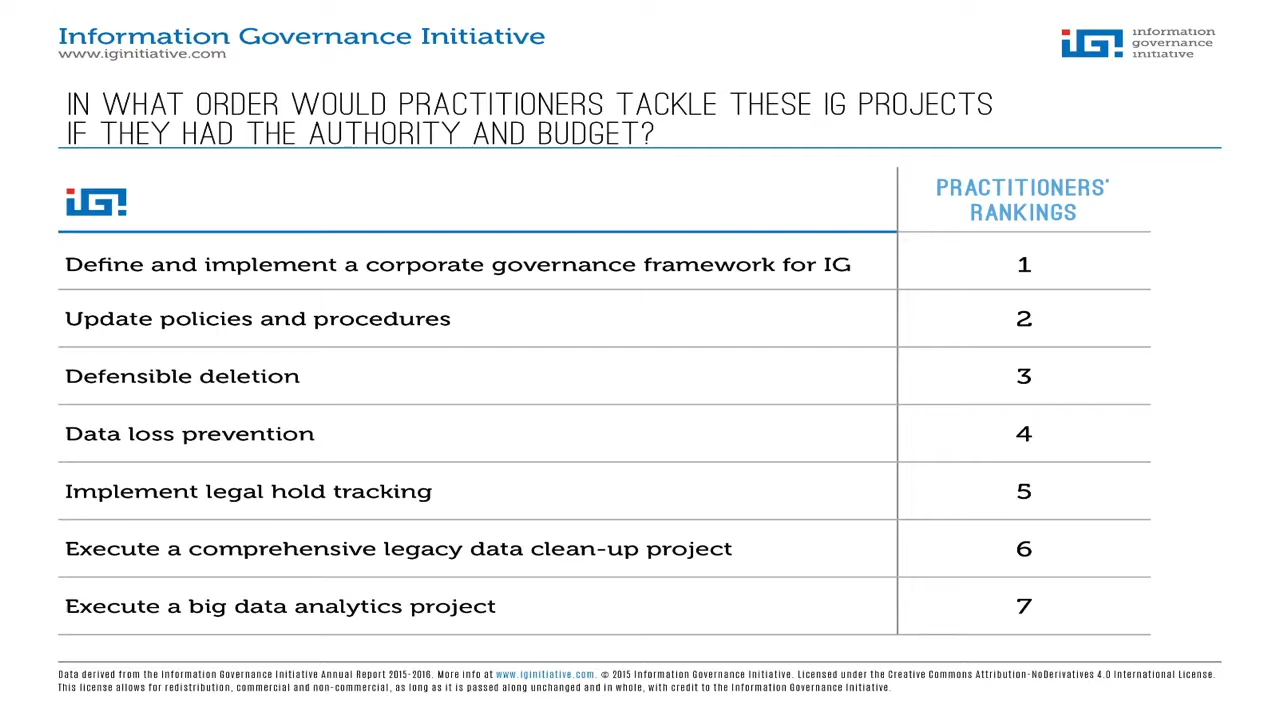 Information Governance Initiative
www.iginitiative.com
iG!
information
governance
initiative
IN WHAT ORDER WOULD PRACTITIONERS TACKLE THESE IG PROJECTS
IF THEY HAD THE AUTHORITY AND BUDGET?
iG!
PRACTITIONERS'
RANKINGS
Define and implement a corporate governance framework for IG 1
Update policies and procedures 2
Defensible deletion 3
Data loss prevention 4
Implement legal hold tracking 5
Execute a comprehensive legacy data clean-up project 6
Execute a big data analytics project 7
Data derived from the Information Governance Initiative Annual Report 2015-2016. More info at www.iginitiative.com. © 2015 Information Governance Initiative. Licensed under the Creative Commons Attribution-NoDerivatives 4.0 International License.
This license allows for redistribution, commercial and non-commercial, as long as it is passed along unchanged and in whole, with credit to the Information Governance Initiative.